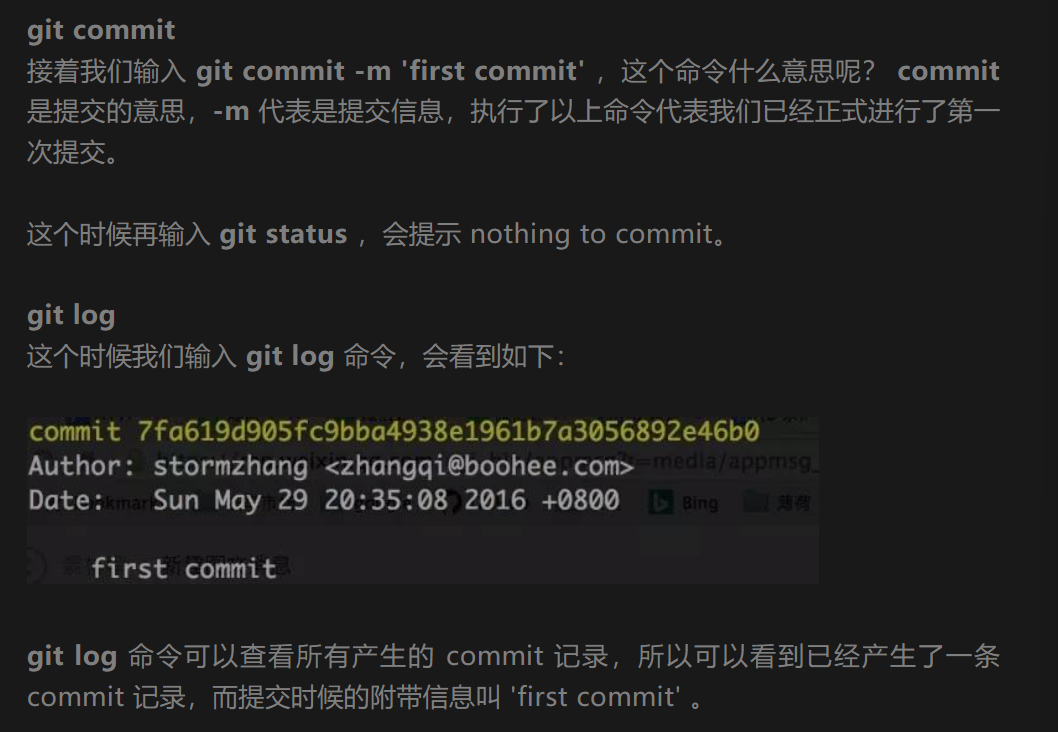 git commit
接着我们输入 git commit -m 'first commit' ，这个命令什么意思呢？ commit
是提交的意思，-m 代表是提交信息，执行了以上命令代表我们已经正式进行了第一
次提交。
这个时候再输入 git status ，会提示 nothing to commit。
git log
这个时候我们输入 git log 命令，会看到如下：
commit 7fa619d905fc9bba4938e1961b7a3056892e46b0
Author: stormzhang <zhangqi@boohee.com>
=media/appmsg_
Date: Sun May 29 20:35:08 2016 +0800
Bing 薄荷
first commit
git log 命令可以查看所有产生的 commit 记录，所以可以看到已经产生了一条
commit 记录，而提交时候的附带信息叫 'first commit' 。